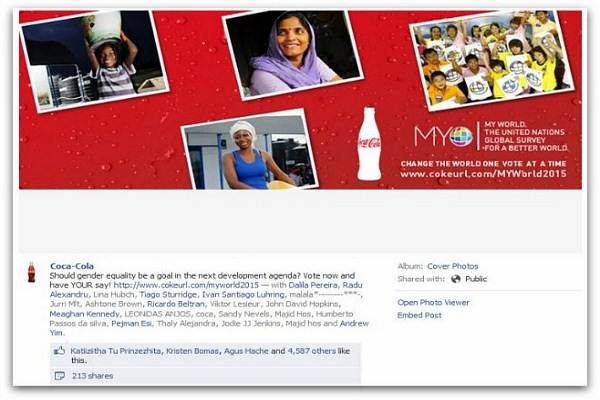 Coca-Cola
MY
MY WORLD.
THE UNITED NATIONS
GLOBAL SURVEY
FOR A BETTER WORLD.
CHANGE THE WORLD ONE VOTE AT A TIME
www.cokeurl.com/MYWorld2015
Coca-Cola
Should gender equality be a goal in the next development agenda? Vote now and
have YOUR say! http://www.cokeurl.com/myworld2015 — with Dalila Pereira, Radu
Alexandru, Lina Hubch, Tiago Sturridge, Ivan Santiago Luhring,
Jurri Mlt, Ashtone Brown, Ricardo Beltran, Viktor Lesieur, John David Hopkins,
Meaghan Kennedy, LEONIDAS ANJOS, coca, Sandy Nevels, Majid Hos, Humberto
Passos da silva, Pejman Esi, Thaly Alejandra, Jodie JJ Jenkins, Majid hos and Andrew
Yim.
Album: Cover Photos
Shared with: Public
Open Photo Viewer
Embed Post
Katiziitha Tu Prinzezhita, Kristen Bomas, Agus Hache and 4,587 others like
this.
213 shares